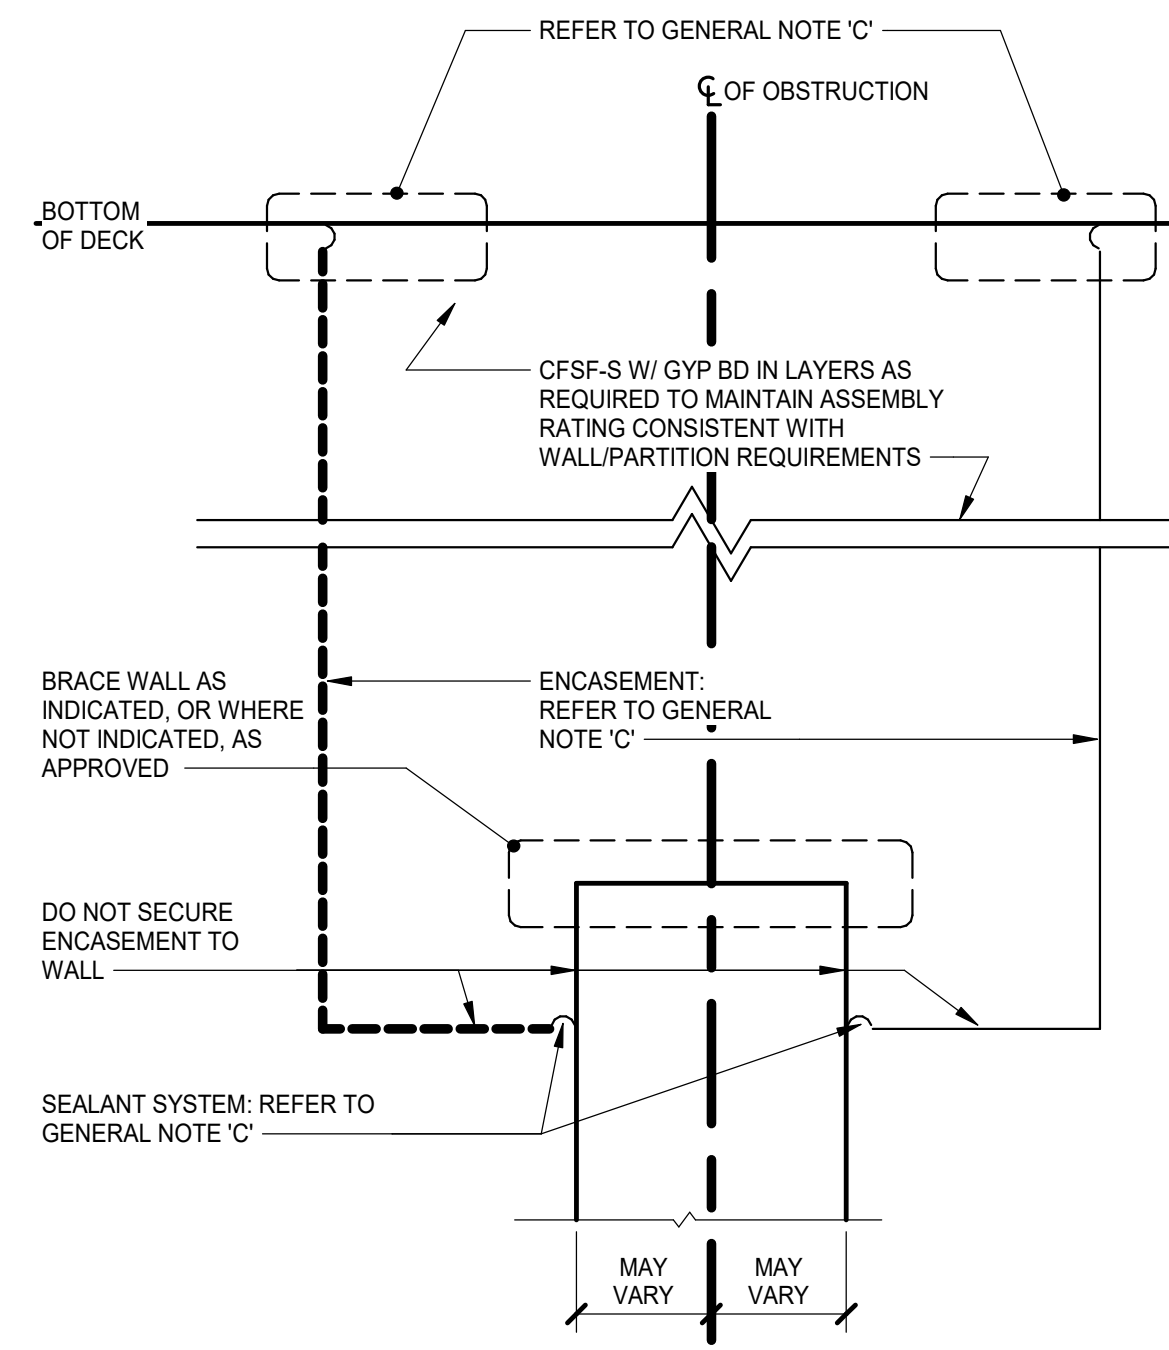 REFER TO GENERAL NOTE 'C'
℄ OF OBSTRUCTION
BOTTOM
OF DECK
CFSF-S W/ GYP BD IN LAYERS AS
REQUIRED TO MAINTAIN ASSEMBLY
RATING CONSISTENT WITH
WALL/PARTITION REQUIREMENTS
BRACE WALL AS
INDICATED, OR WHERE
NOT INDICATED, AS
APPROVED
ENCASEMENT:
REFER TO GENERAL
NOTE 'C'
DO NOT SECURE
ENCASEMENT TO
WALL
SEALANT SYSTEM: REFER TO
GENERAL NOTE 'C'
MAY
VARY
MAY
VARY